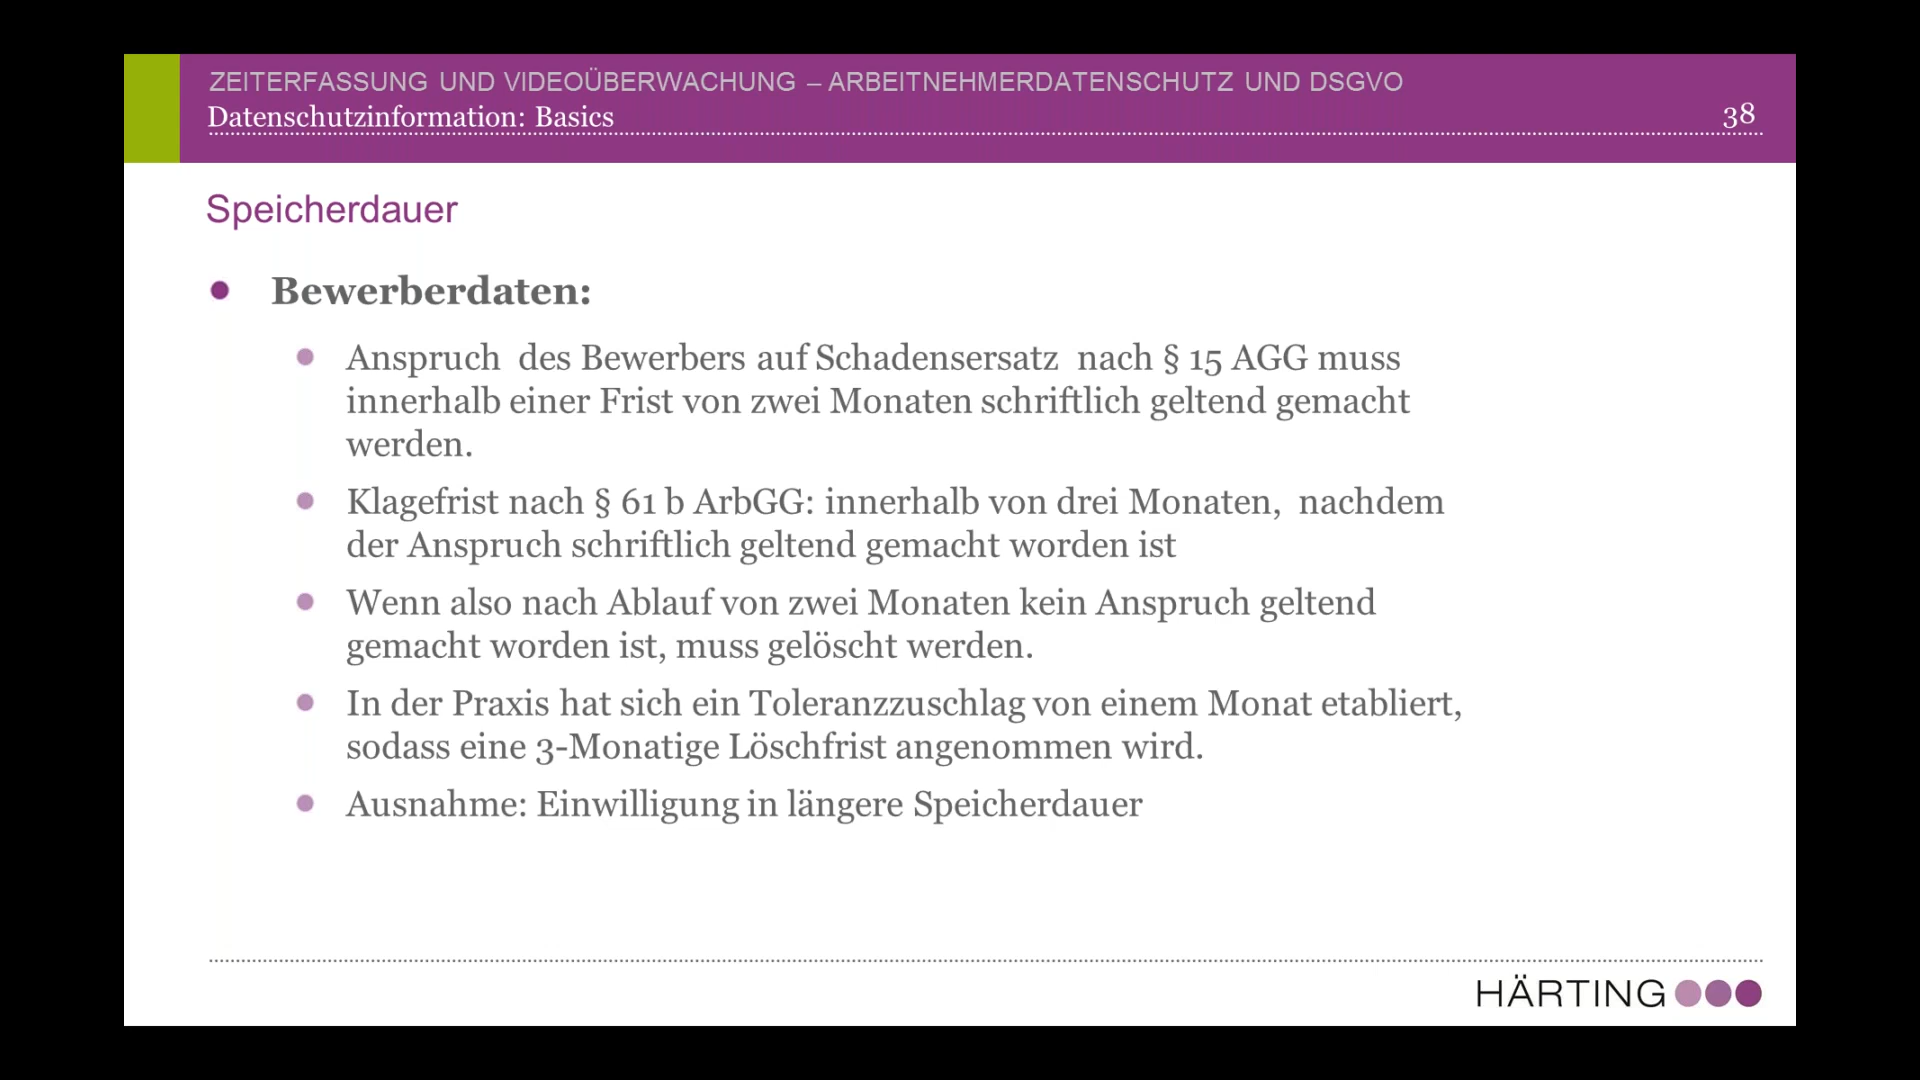 ZEITERFASSUNG UND VIDEOÜBERWACHUNG – ARBEITNEHMERDATENSCHUTZ UND DSGVO
Datenschutzinformation: Basics
38
Speicherdauer
Bewerberdaten:
Anspruch des Bewerbers auf Schadensersatz nach § 15 AGG muss
innerhalb einer Frist von zwei Monaten schriftlich geltend gemacht
werden.
Klagefrist nach § 61 b ArbGG: innerhalb von drei Monaten, nachdem
der Anspruch schriftlich geltend gemacht worden ist
Wenn also nach Ablauf von zwei Monaten kein Anspruch geltend
gemacht worden ist, muss gelöscht werden.
In der Praxis hat sich ein Toleranzzuschlag von einem Monat etabliert,
sodass eine 3-Monatige Löschfrist angenommen wird.
Ausnahme: Einwilligung in längere Speicherdauer
HÄRTING